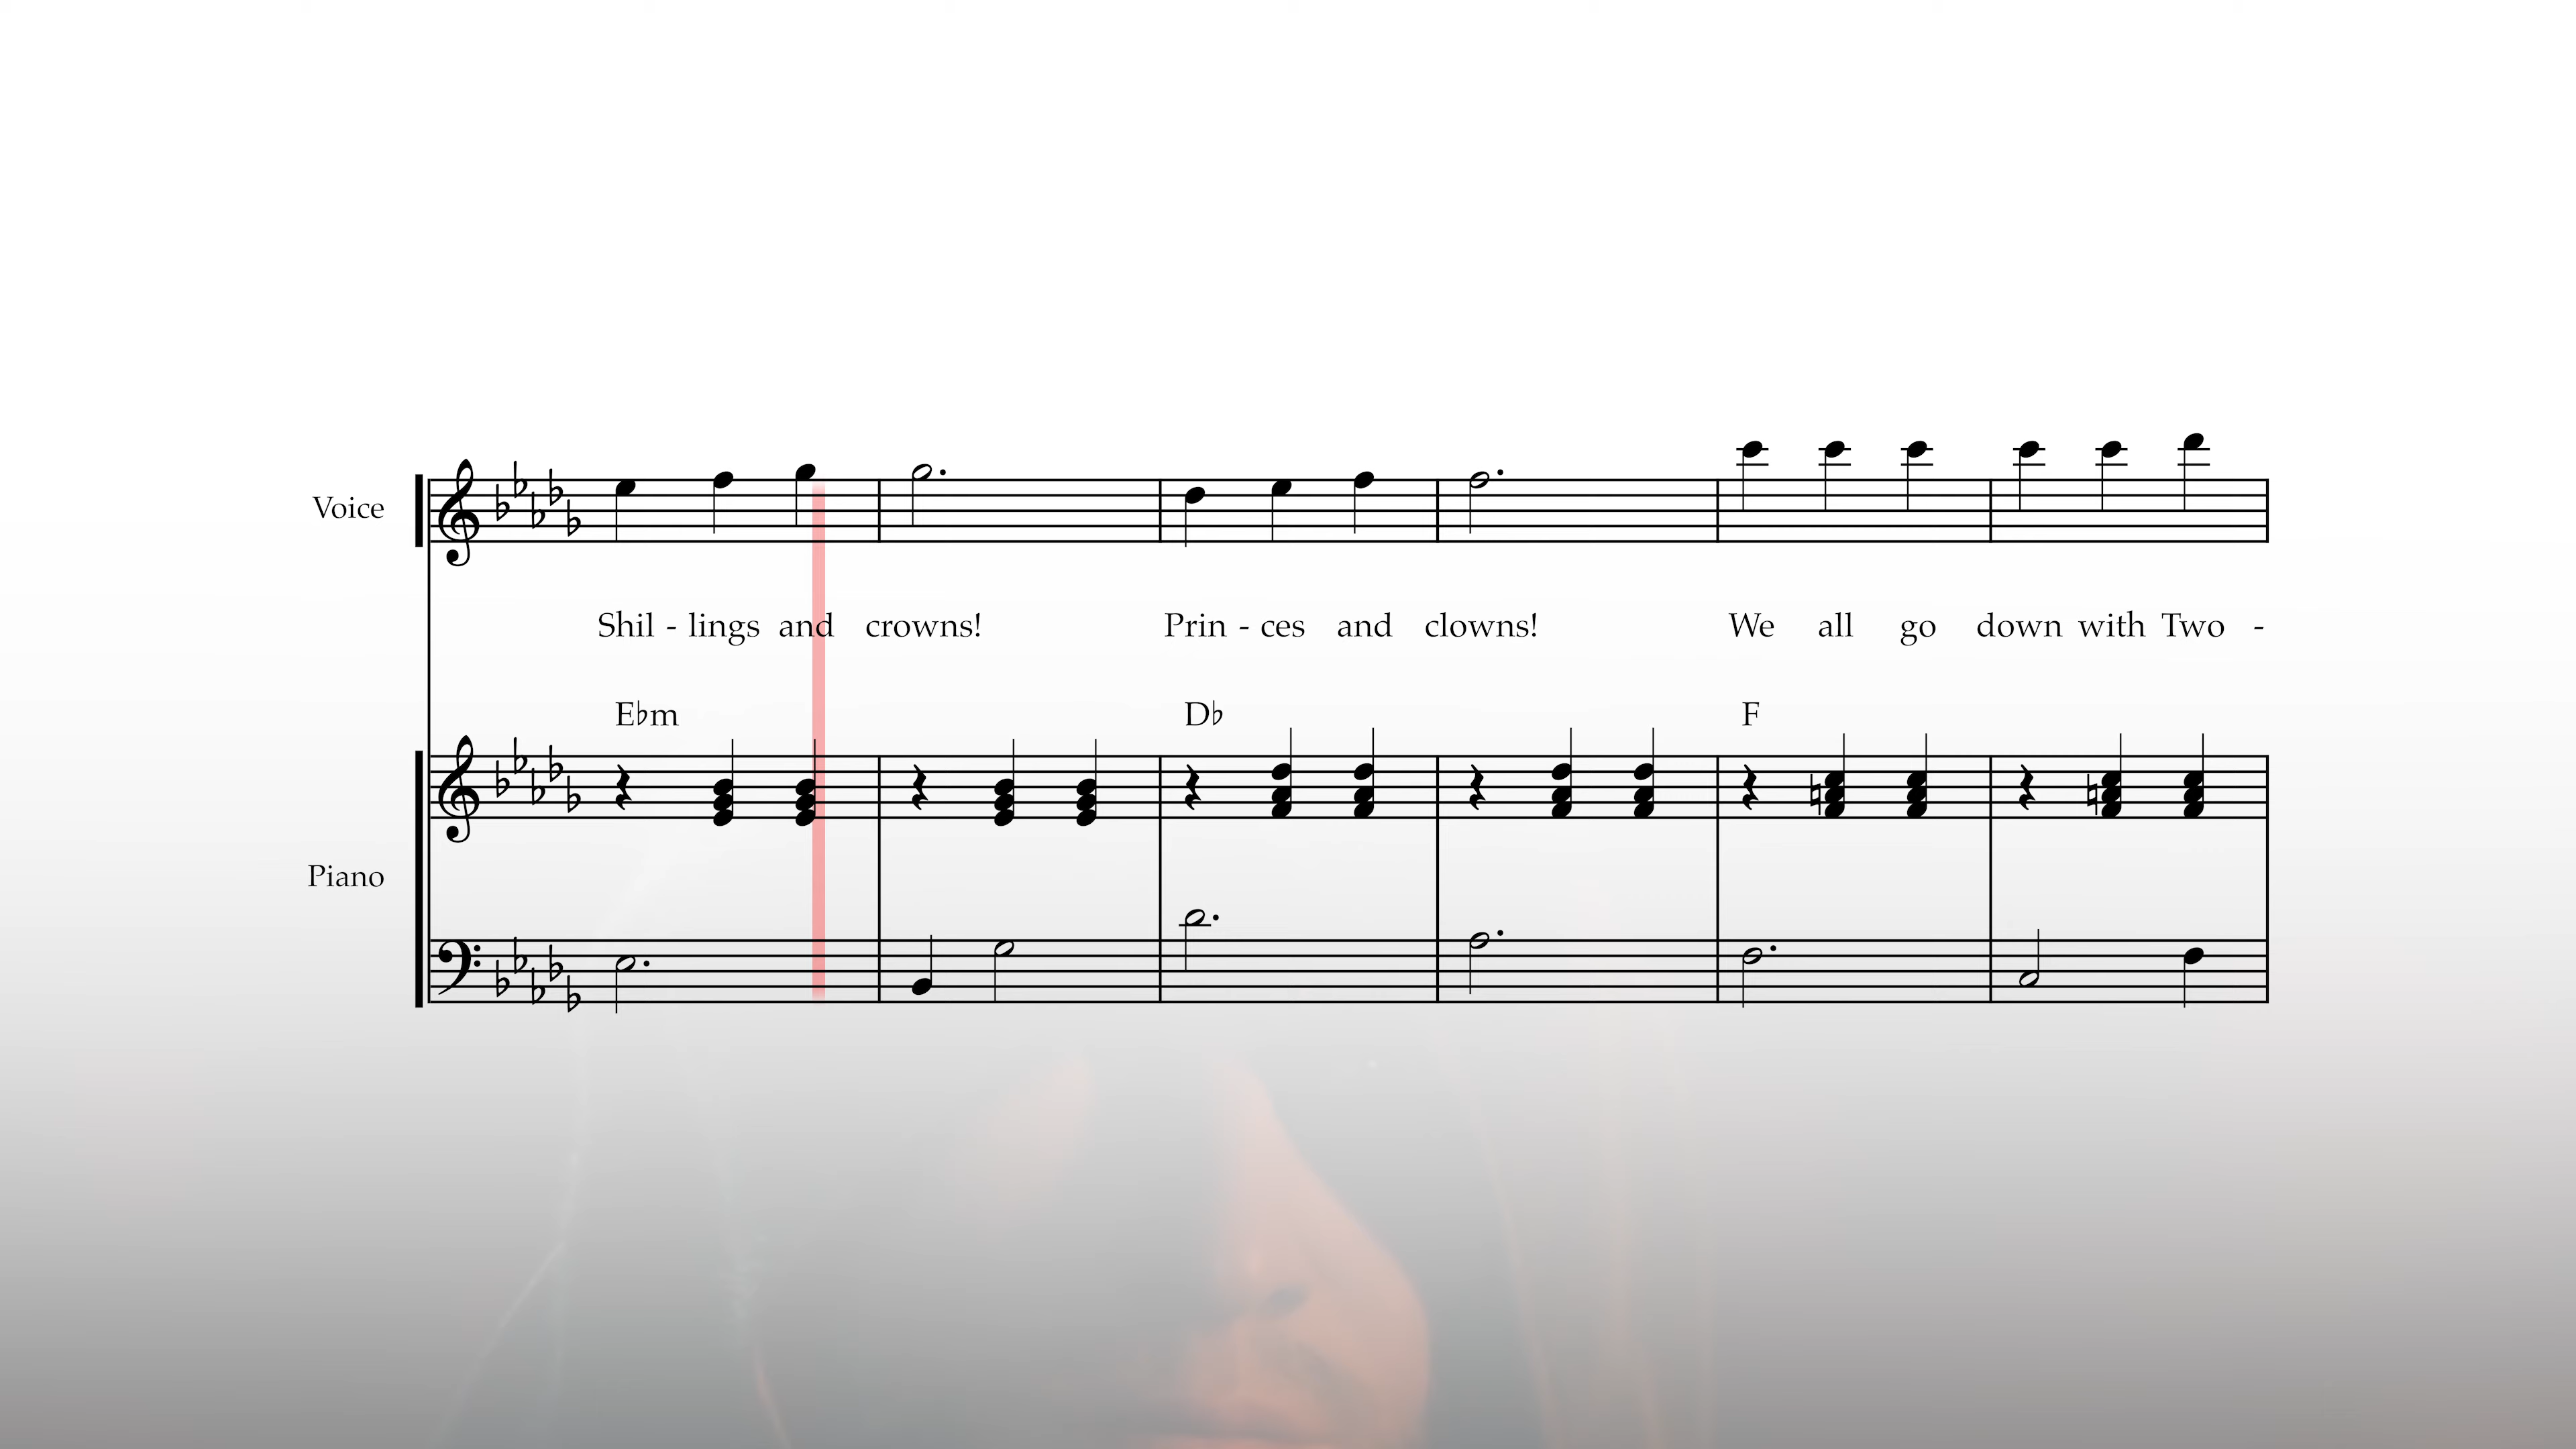 Voice
Shil - lings and crowns! Prin - ces and clowns! We all go down with Two -
E♭m D♭ F
Piano